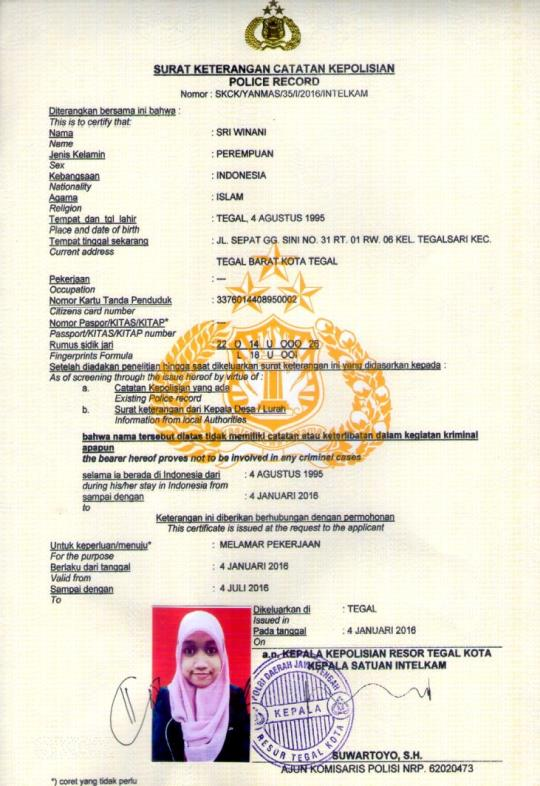 SURAT KETERANGAN CATATAN KEPOLISIAN
POLICE RECORD
Nomor : SKCK/YANMAS/35/I/2016/INTELKAM
Diterangkan bersama ini bahwa :
This is to certify that:
Nama : SRI WINANI
Name
Jenis Kelamin : PEREMPUAN
Sex
Kebangsaan : INDONESIA
Nationality
Agama : ISLAM
Religion
Tempat dan tgl lahir : TEGAL, 4 AGUSTUS 1995
Place and date of birth
Tempat tinggal sekarang : JL. SEPAT GG. SINI NO. 31 RT. 01 RW. 06 KEL. TEGALSARI KEC.
Current address
TEGAL BARAT KOTA TEGAL
Pekerjaan : ---
Occupation
Nomor Kartu Tanda Penduduk : 3376014408950002
Citizens card number
Nomor Paspor/KITAS/KITAP* : ---
Passport/KITAS/KITAP number
Rumus sidik jari : 22 O 14 U OOO 26
Fingerprints Formula L 18 U OOI
Setelah diadakan penelitian hingga saat dikeluarkan surat keterangan ini yang didasarkan kepada :
As of screening through the issue hereof by virtue of :
a. Catatan Kepolisian yang ada
Existing Police record
b. Surat keterangan dari Kepala Desa / Lurah
Information from local Authorities
bahwa nama tersebut diatas tidak memiliki catatan atau keterlibatan dalam kegiatan kriminal
apapun
the bearer hereof proves not to be involved in any criminal cases
selama ia berada di Indonesia dari : 4 AGUSTUS 1995
during his/her stay in Indonesia from
sampai dengan : 4 JANUARI 2016
to
Keterangan ini diberikan berhubungan dengan permohonan
This certificate is issued at the request to the applicant
Untuk keperluan/menuju* : MELAMAR PEKERJAAN
For the purpose
Berlaku dari tanggal : 4 JANUARI 2016
Valid from
Sampai dengan : 4 JULI 2016
To
Dikeluarkan di : TEGAL
Issued in
Pada tanggal : 4 JANUARI 2016
On
a.n. KEPALA KEPOLISIAN RESOR TEGAL KOTA
KEPALA SATUAN INTELKAM
POLRI DAERAH JAWA TENGAH
KEPALA
RESOR TEGAL KOTA
SUWARTOYO, S.H.
AJUN KOMISARIS POLISI NRP. 62020473
*) coret yang tidak perlu